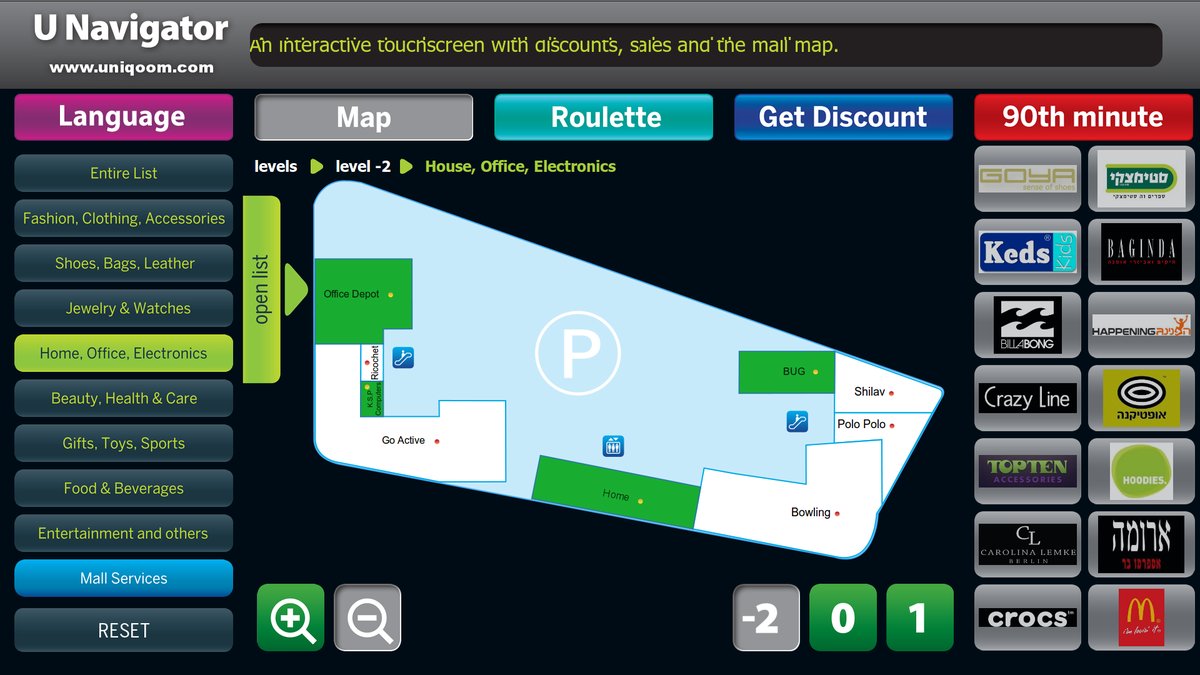 U Navigator
www.uniqoom.com
An interactive touchscreen with discounts, sales and the mall map.
Language
Map
Roulette
Get Discount
90th minute
Entire List
Fashion, Clothing, Accessories
Shoes, Bags, Leather
Jewelry & Watches
Home, Office, Electronics
Beauty, Health & Care
Gifts, Toys, Sports
Food & Beverages
Entertainment and others
Mall Services
RESET
levels level -2 House, Office, Electronics
open list
Office Depot
Ricochet
K.S.P
Computers
Go Active
P
BUG
Shilav
Polo Polo
Home
Bowling
-2 0 1
GOYA
sense of shoes
סטימצקי
Keds® Kids
BAGINDA
BILLABONG
HAPPENING הפנינג
Crazy Line
אופטיקנה
TOPTEN
ACCESSORIES
HOODIES.
CL
CAROLINA LEMKE
BERLIN
ארומה
אספרסו בר
crocs™
M